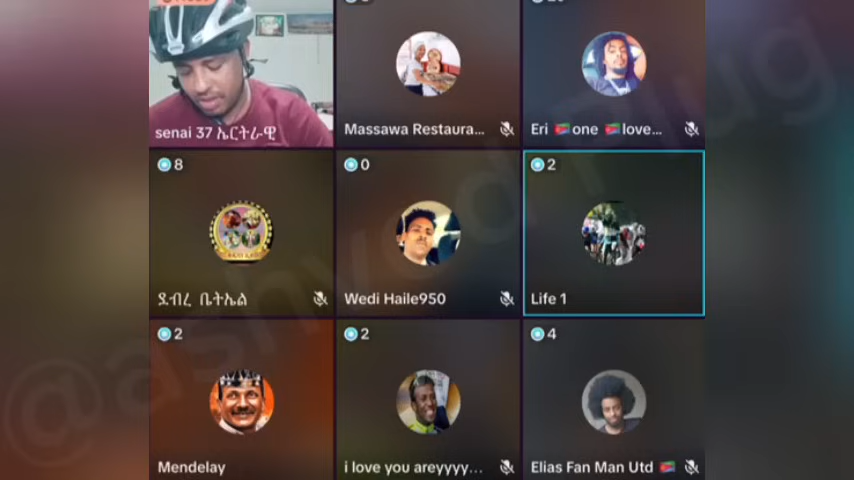 senai 37 ኤርትራዊ
Massawa Restaura...
Eri 🇪🇷one 🇪🇷love...
8
0
2
ደብረ ቤትኤል
Wedi Haile950
Life 1
2
2
4
Mendelay
i love you areyyyy...
Elias Fan Man Utd 🇪🇷